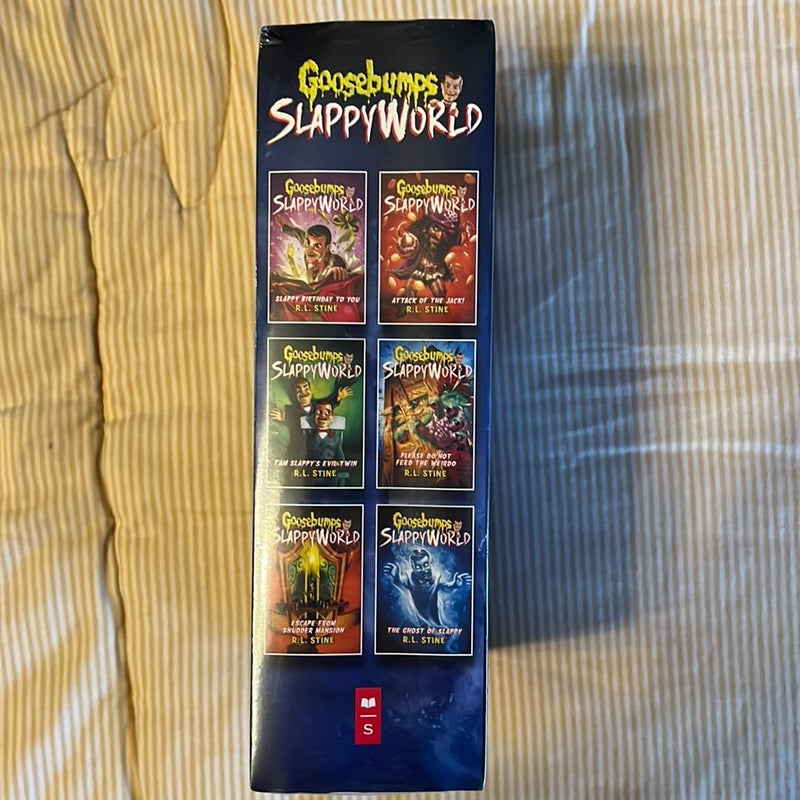 Goosebumps
SLAPPYWORLD
Goosebumps
SLAPPYWORLD
SLAPPY BIRTHDAY TO YOU
R.L. STINE
Goosebumps
SLAPPYWORLD
ATTACK OF THE JACK!
R.L. STINE
Goosebumps
SLAPPYWORLD
I AM SLAPPY'S EVIL TWIN
R.L. STINE
Goosebumps
SLAPPYWORLD
PLEASE DO NOT
FEED THE WEIRDO
R.L. STINE
Goosebumps
SLAPPYWORLD
ESCAPE FROM
SHUDDER MANSION
R.L. STINE
Goosebumps
SLAPPYWORLD
THE GHOST OF SLAPPY
R.L. STINE
S